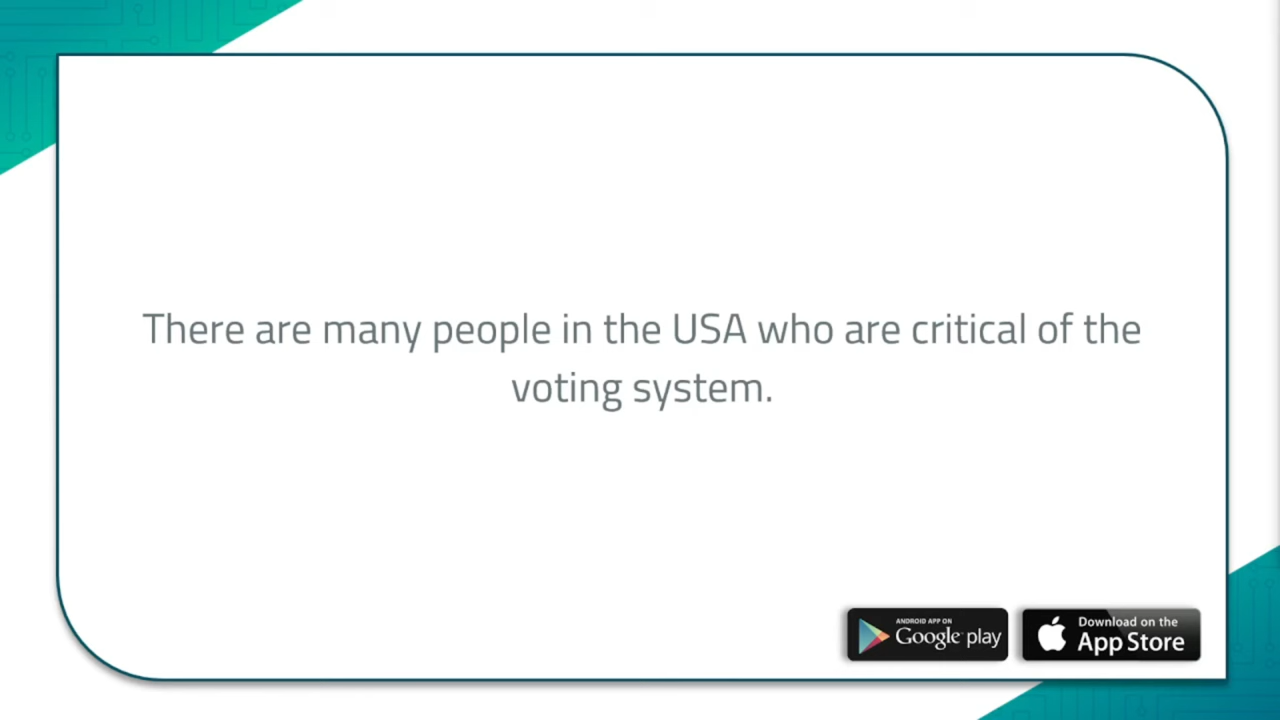 There are many people in the USA who are critical of the
voting system.
ANDROID APP ON
Google play
Download on the
App Store